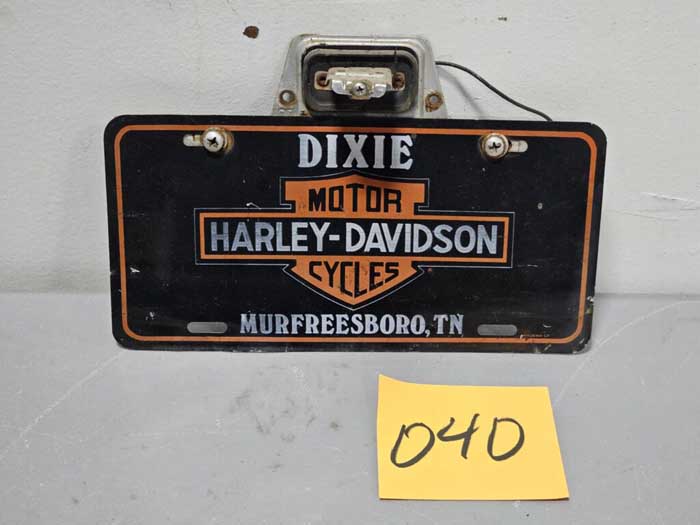 DIXIE
MOTOR
HARLEY-DAVIDSON
CYCLES
MURFREESBORO, TN
040